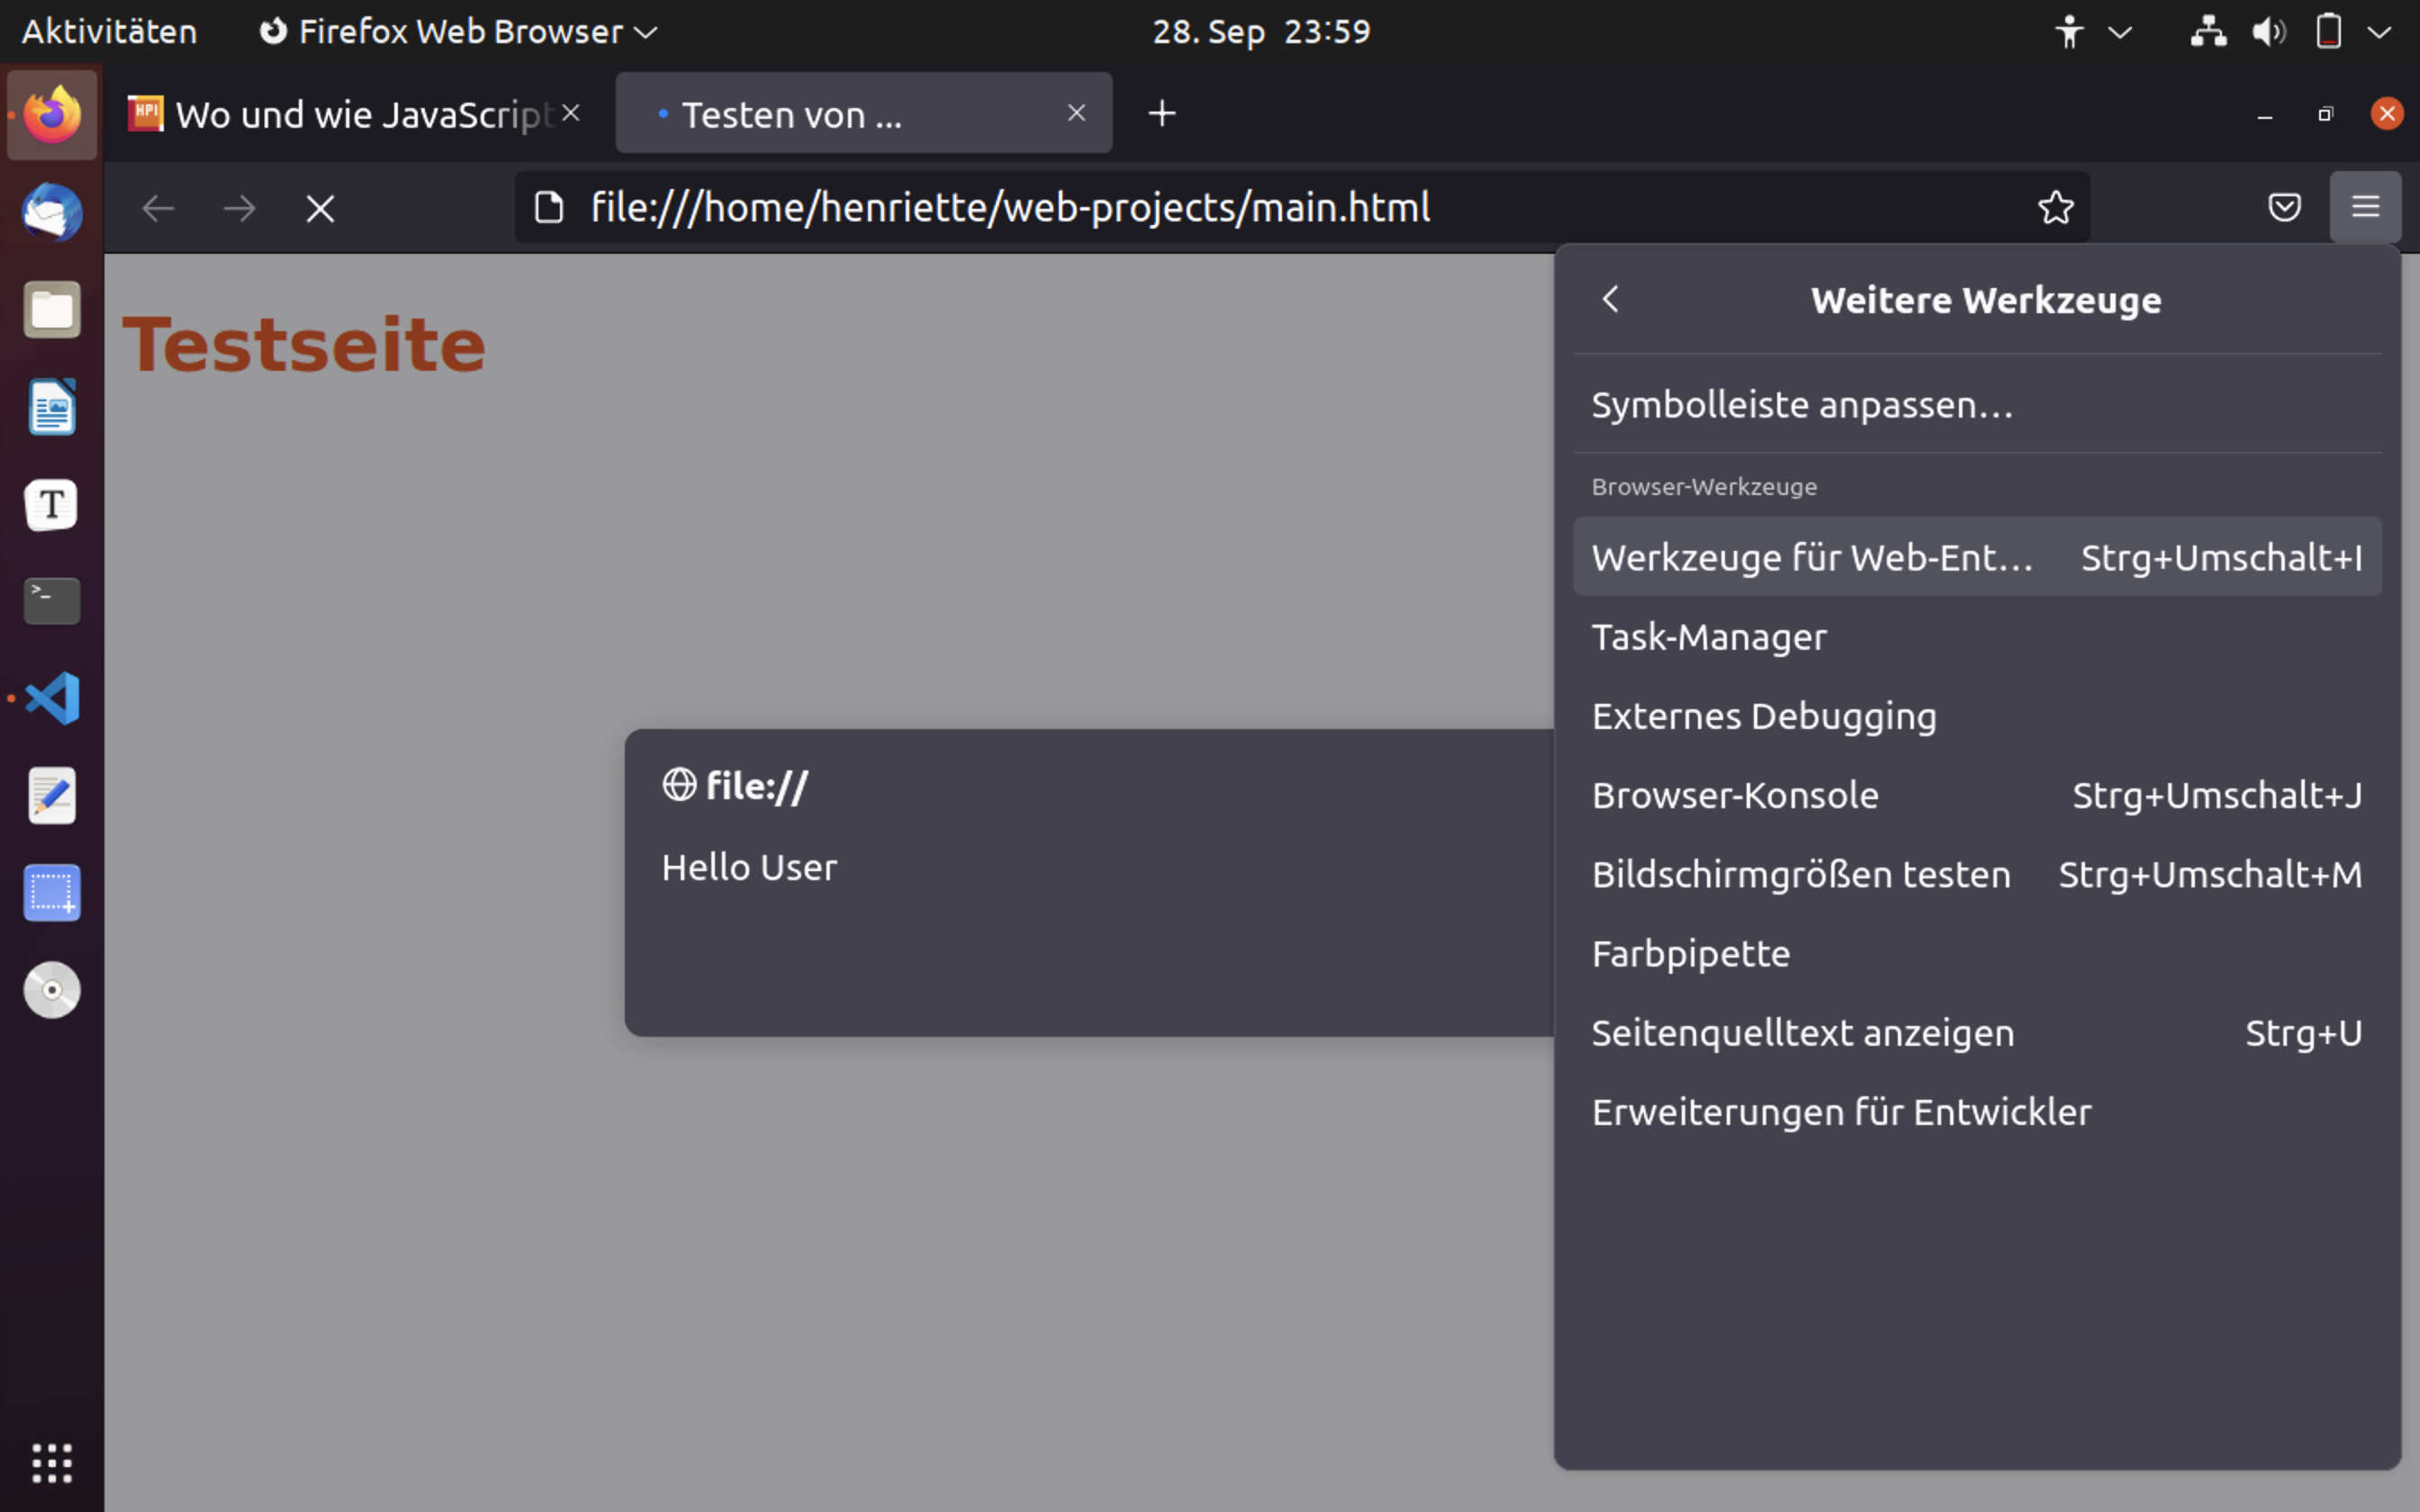 Aktivitäten
Firefox Web Browser
28. Sep 23:59
HPI
Wo und wie JavaScript
Testen von ...
file:///home/henriette/web-projects/main.html
Testseite
T
>_
file://
Hello User
Weitere Werkzeuge
Symbolleiste anpassen…
Browser-Werkzeuge
Werkzeuge für Web-Ent… Strg+Umschalt+I
Task-Manager
Externes Debugging
Browser-Konsole Strg+Umschalt+J
Bildschirmgrößen testen Strg+Umschalt+M
Farbpipette
Seitenquelltext anzeigen Strg+U
Erweiterungen für Entwickler